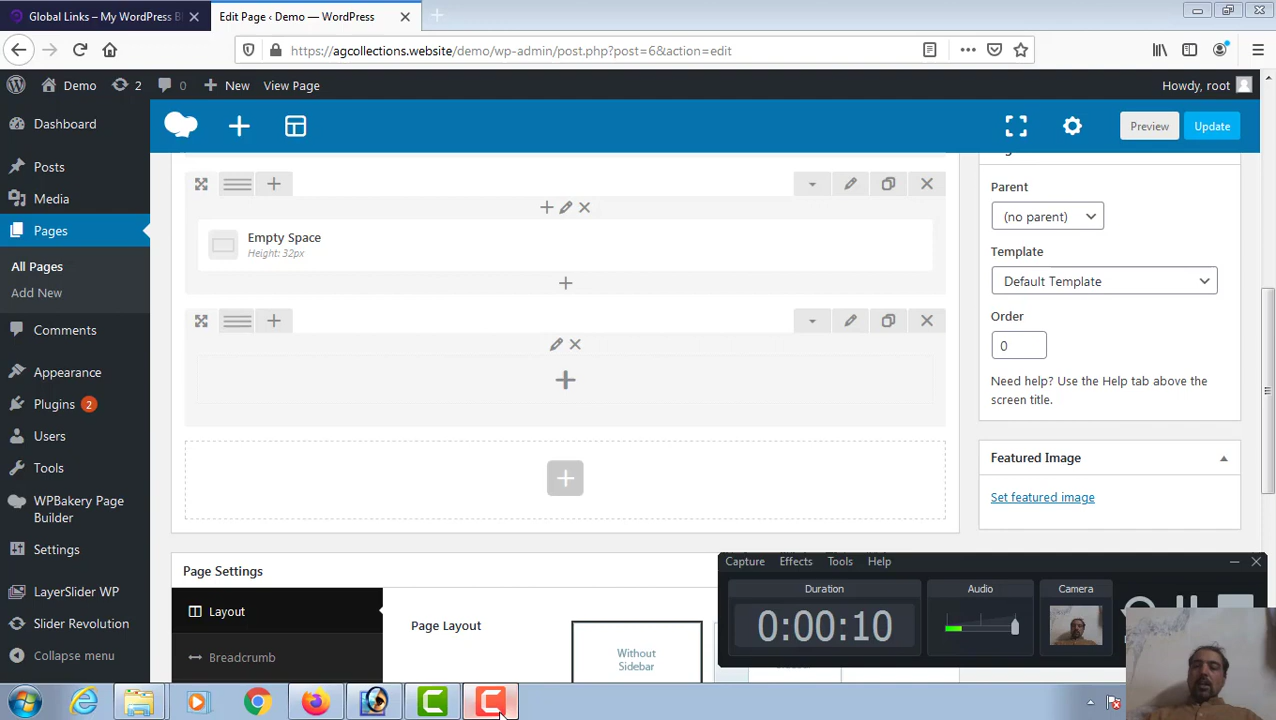 Global Links – My WordPress B
Edit Page ‹ Demo — WordPress
https://agcollections.website/demo/wp-admin/post.php?post=6&action=edit
Demo
2
0
New
View Page
Howdy, root
Dashboard
Posts
Media
Pages
All Pages
Add New
Comments
Appearance
Plugins 2
Users
Tools
WPBakery Page
Builder
Settings
LayerSlider WP
Slider Revolution
Collapse menu
Preview
Update
Empty Space
Height: 32px
Parent
(no parent)
Template
Default Template
Order
0
Need help? Use the Help tab above the
screen title.
Featured Image
Set featured image
Page Settings
Layout
Breadcrumb
Page Layout
Without
Sidebar
Capture
Effects
Tools
Help
Duration
0:00:10
Audio
Camera